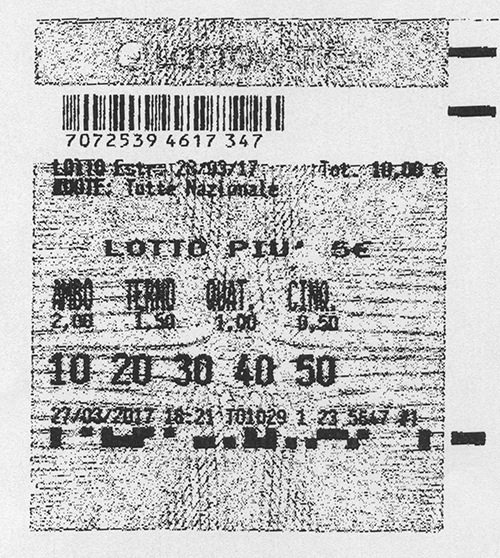 LOTTO
7072539 4617 347
LOTTO Estr. 28/03/17 Tot. 10,00 €
RUOTE: Tutte Nazionale
LOTTO PIU' 5€
AMBO TERNO QUAT. CINQ.
2,00 1,50 1,00 0,50
10 20 30 40 50
27/03/2017 18:21 T01029 1 23 5647 #1